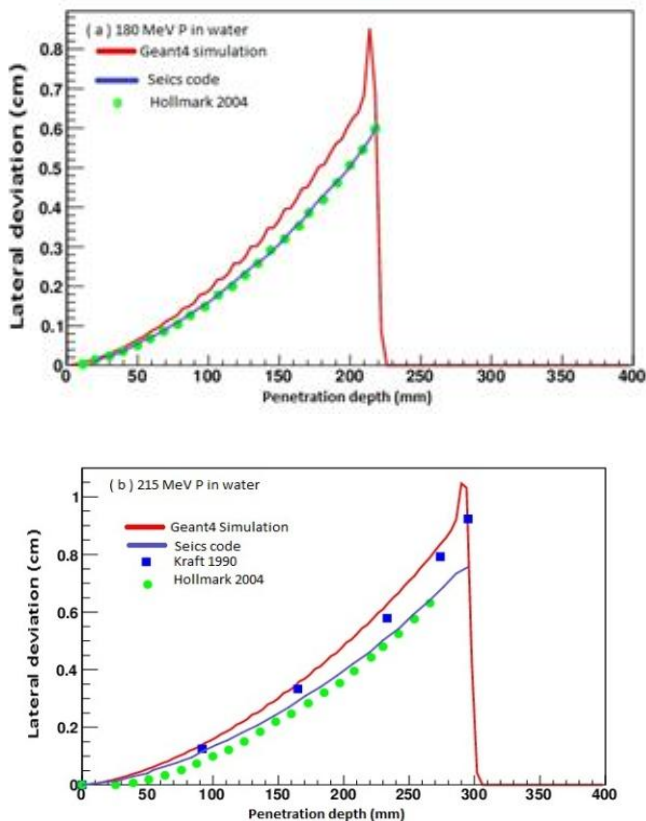 ( a ) 180 MeV P in water
Geant4 simulation
Seics code
Hollmark 2004
Lateral deviation (cm)
0.8
0.7
0.6
0.5
0.4
0.3
0.2
0.1
0
0 50 100 150 200 250 300 350 400
Penetration depth (mm)
( b ) 215 MeV P in water
Geant4 Simulation
Seics code
Kraft 1990
Hollmark 2004
Lateral deviation (cm)
1
0.8
0.6
0.4
0.2
0
0 50 100 150 200 250 300 350 400
Penetration depth (mm)